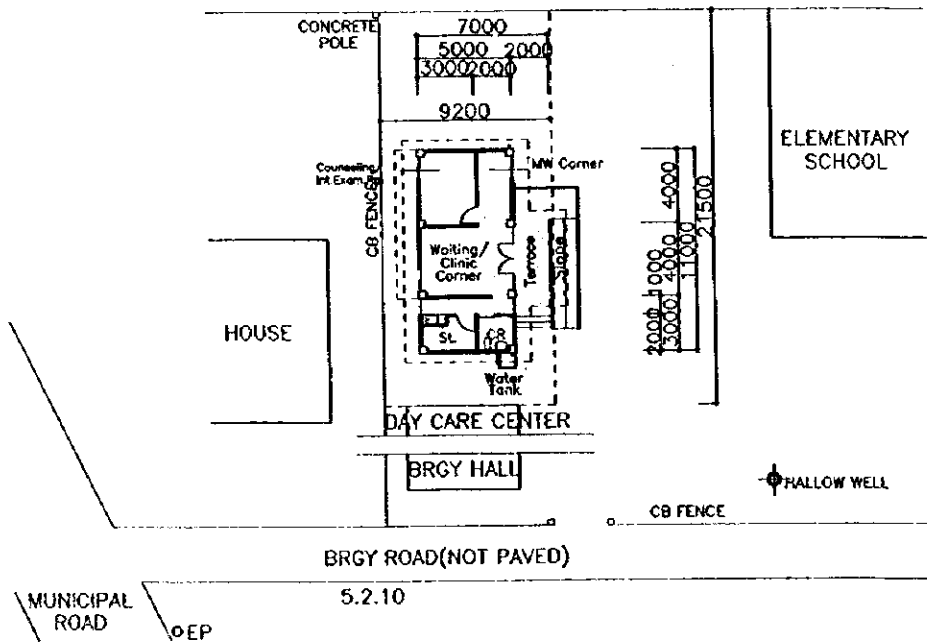 CONCRETE
POLE
7000
5000 2000
3000 2000
9200
ELEMENTARY
SCHOOL
Counseling
Int.Exam.
MW Corner
CB FENCE
Waiting/
Clinic
Corner
Terrace
Slope
4000
21500
11000
1000
4000
2000
3000
HOUSE
St.
CR
Water
Tank
DAY CARE CENTER
BRGY HALL
HALLOW WELL
CB FENCE
BRGY ROAD(NOT PAVED)
MUNICIPAL
ROAD
5.2.10
EP